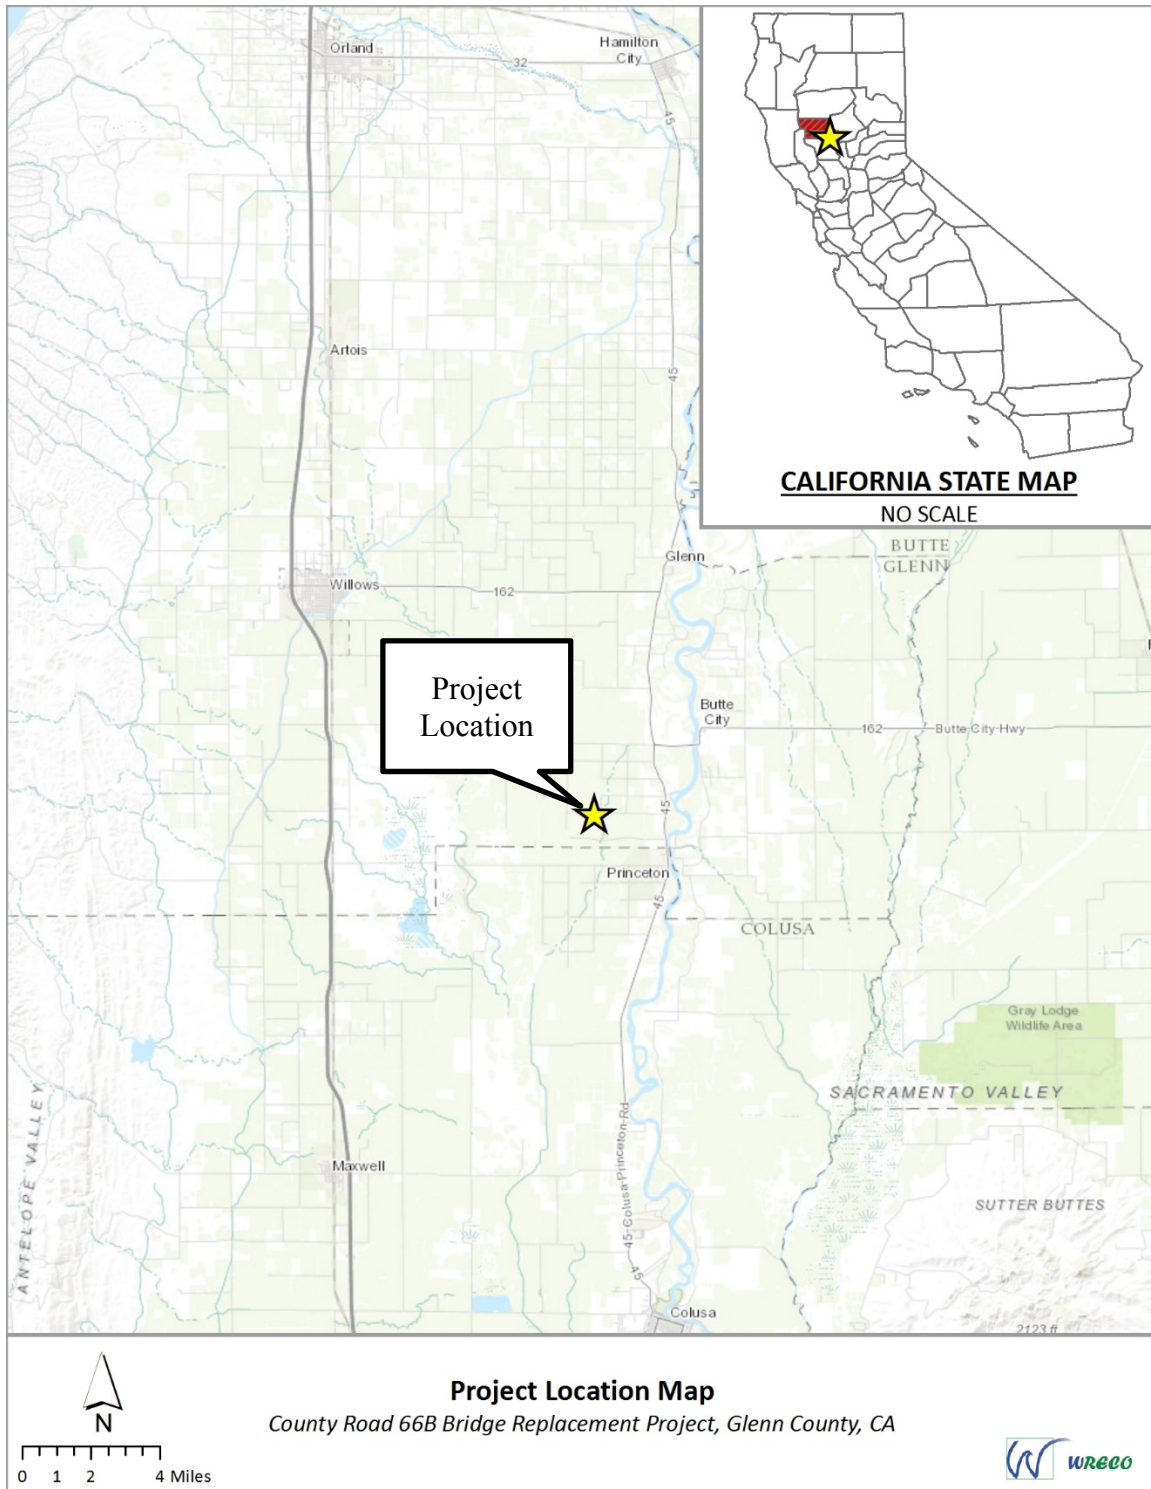 Orland
Hamilton
City
32
45
CALIFORNIA STATE MAP
NO SCALE
Artois
45
BUTTE
GLENN
Glenn
Willows
162
Project
Location
Butte
City
162
Butte City Hwy
45
Princeton
45
COLUSA
Gray Lodge
Wildlife Area
SACRAMENTO VALLEY
ANTELOPE VALLEY
45-Colusa-Princeton-Rd
Maxwell
SUTTER BUTTES
45
Colusa
2123 ft
Project Location Map
County Road 66B Bridge Replacement Project, Glenn County, CA
N
0 1 2 4 Miles
WRECO